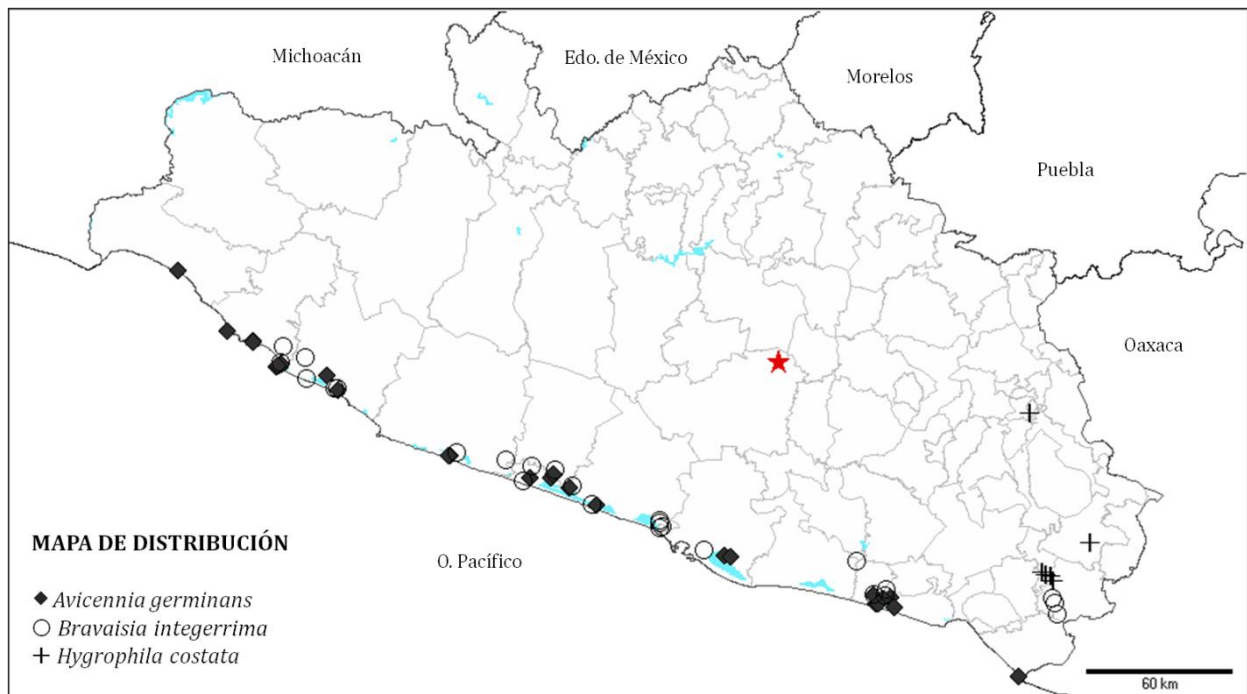 Michoacán
Edo. de México
Morelos
Puebla
Oaxaca
O. Pacífico
MAPA DE DISTRIBUCIÓN
Avicennia germinans
Bravaisia integerrima
Hygrophila costata
60 km